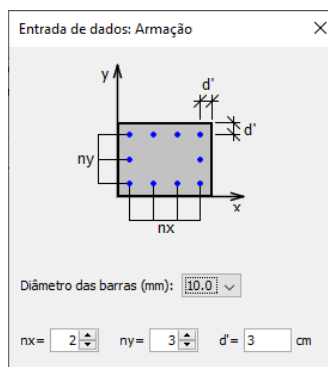 Entrada de dados: Armação
d'
y
d'
ny
x
nx
Diâmetro das barras (mm): 10.0
nx= 2 ny= 3 d'= 3 cm